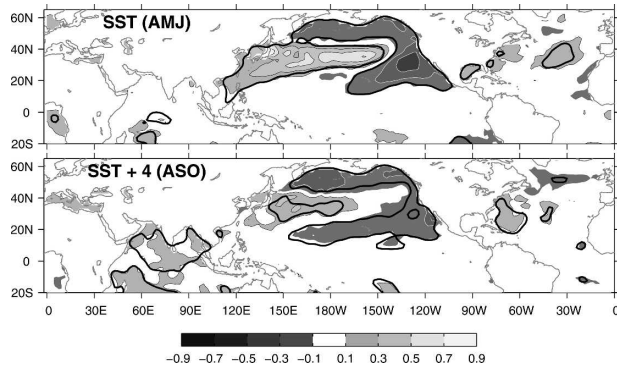 60N
SST (AMJ)
40N
20N
0
20S
60N
SST + 4 (ASO)
40N
20N
0
20S
0 30E 60E 90E 120E 150E 180E 150W 120W 90W 60W 30W 0
−0.9 −0.7 −0.5 −0.3 −0.1 0.1 0.3 0.5 0.7 0.9